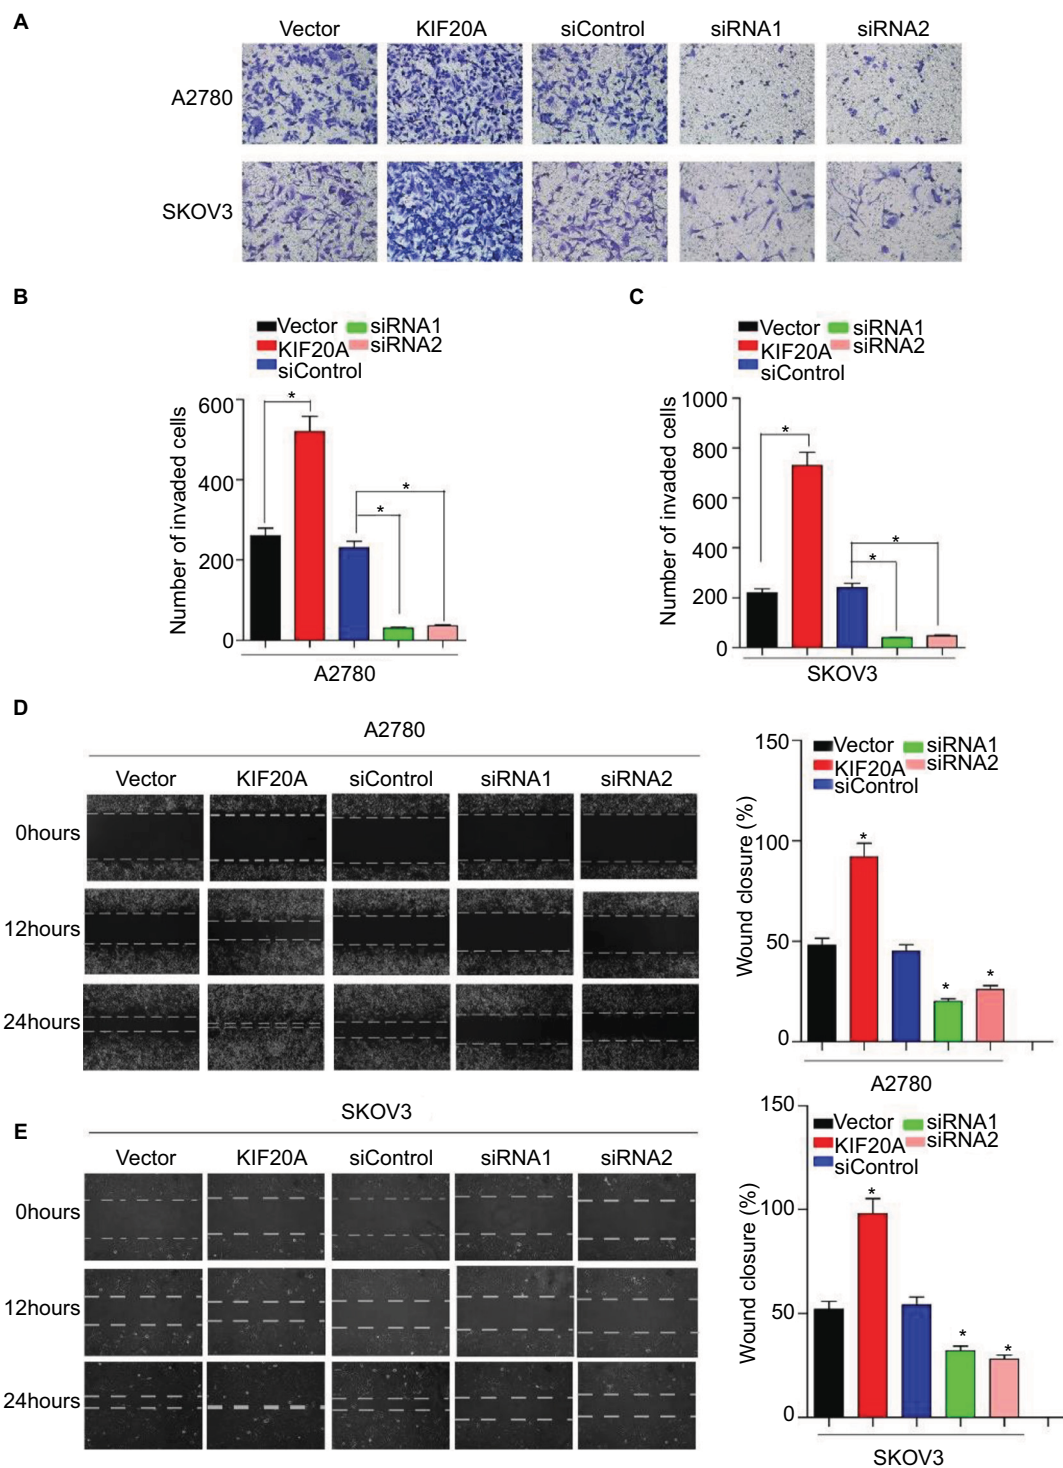 A
Vector KIF20A siControl siRNA1 siRNA2
A2780
SKOV3
B
Vector siRNA1
KIF20A siRNA2
siControl
Number of invaded cells
600
400
200
0
* * *
A2780
C
Vector siRNA1
KIF20A siRNA2
siControl
Number of invaded cells
1000
800
600
400
200
0
* * *
SKOV3
D
A2780
Vector KIF20A siControl siRNA1 siRNA2
0hours
12hours
24hours
Vector siRNA1
KIF20A siRNA2
siControl
Wound closure (%)
150
100
50
0
* * *
A2780
E
SKOV3
Vector KIF20A siControl siRNA1 siRNA2
0hours
12hours
24hours
Vector siRNA1
KIF20A siRNA2
siControl
Wound closure (%)
150
100
50
0
* * *
SKOV3